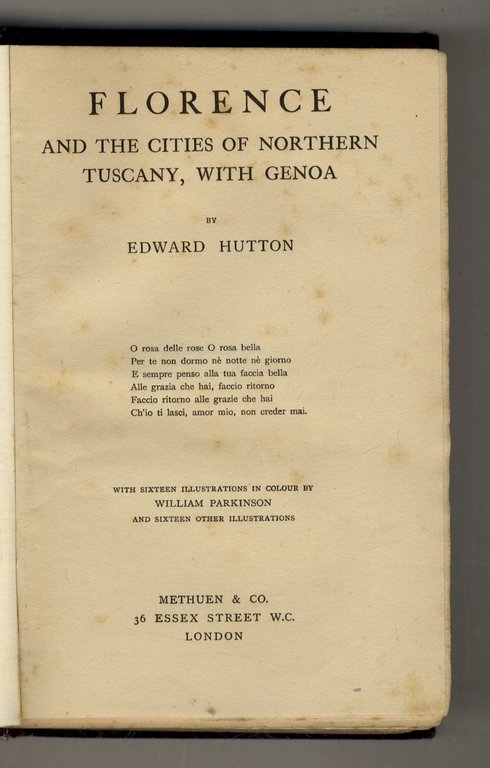 FLORENCE
AND THE CITIES OF NORTHERN
TUSCANY, WITH GENOA
BY
EDWARD HUTTON
O rosa delle rose O rosa bella
Per te non dormo nè notte nè giorno
E sempre penso alla tua faccia bella
Alle grazia che hai, faccio ritorno
Faccio ritorno alle grazie che hai
Ch'io ti lasci, amor mio, non creder mai.
WITH SIXTEEN ILLUSTRATIONS IN COLOUR BY
WILLIAM PARKINSON
AND SIXTEEN OTHER ILLUSTRATIONS
METHUEN & CO.
36 ESSEX STREET W.C.
LONDON